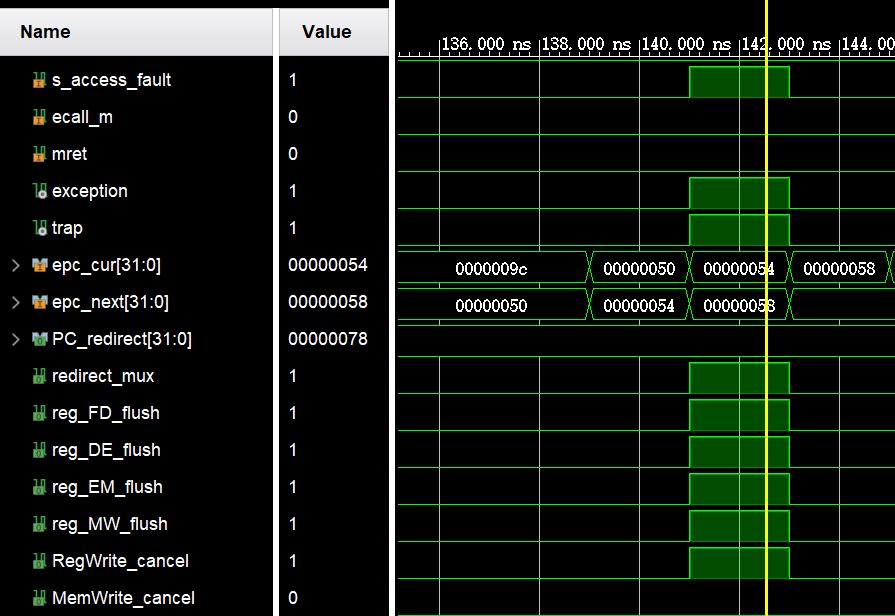 Name Value 136.000 ns 138.000 ns 140.000 ns 142.000 ns 144.00
s_access_fault 1
ecall_m 0
mret 0
exception 1
trap 1
epc_cur[31:0] 00000054 0000009c 00000050 00000054 00000058
epc_next[31:0] 00000058 00000050 00000054 00000058
PC_redirect[31:0] 00000078
redirect_mux 1
reg_FD_flush 1
reg_DE_flush 1
reg_EM_flush 1
reg_MW_flush 1
RegWrite_cancel 1
MemWrite_cancel 0